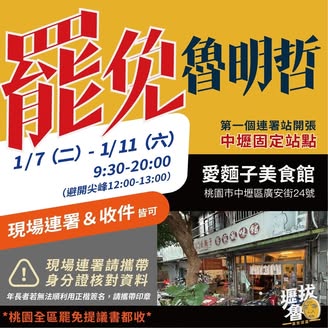 罷免
魯明哲
1/7（二）- 1/11（六）
9:30-20:00
（避開尖峰12:00-13:00）
第一個連署站開張
中壢固定站點
愛麵子美食館
桃園市中壢區廣安街24號
現場連署＆收件 皆可
現場連署請攜帶
身分證核對資料
年長者若無法順利用正楷簽名，請攜帶印章
*桃園全區罷免提議書都收*
壢拔
魯